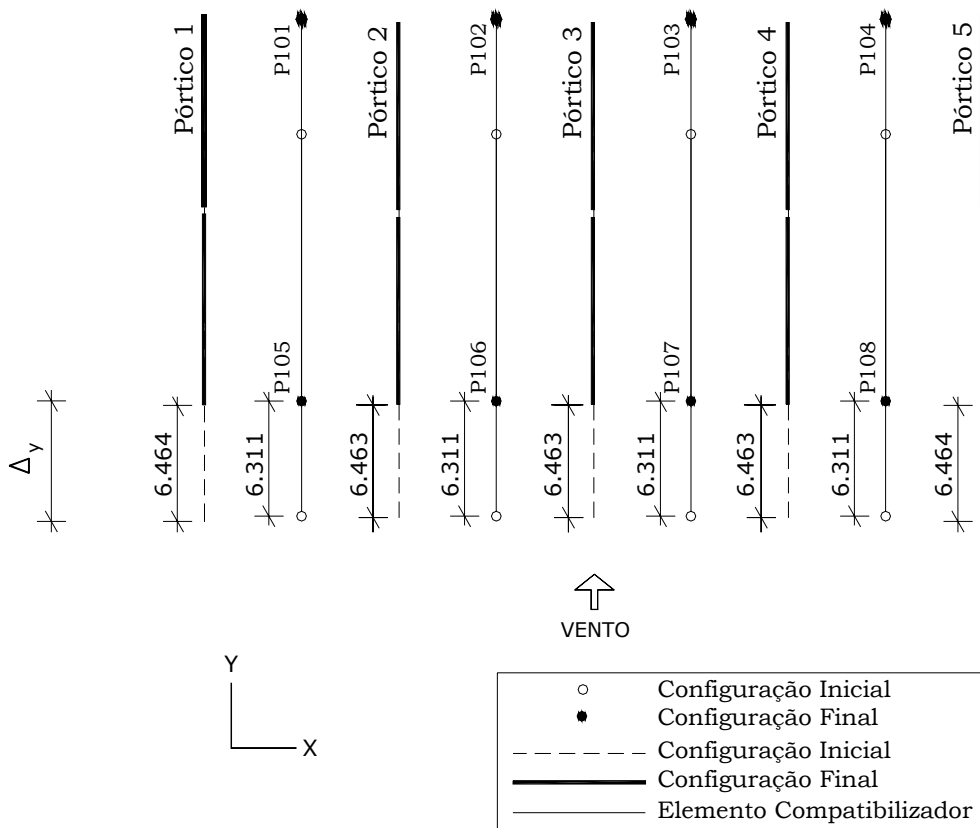 Pórtico 1
P101
Pórtico 2
P102
Pórtico 3
P103
Pórtico 4
P104
Pórtico 5
P105
P106
P107
P108
Δy
6.464
6.311
6.463
6.311
6.463
6.311
6.463
6.311
6.464
VENTO
Y
X
Configuração Inicial
Configuração Final
Configuração Inicial
Configuração Final
Elemento Compatibilizador